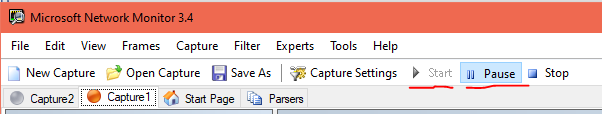 Microsoft Network Monitor 3.4
File Edit View Frames Capture Filter Experts Tools Help
New Capture Open Capture Save As Capture Settings Start Pause Stop
Capture2 Capture1 Start Page Parsers